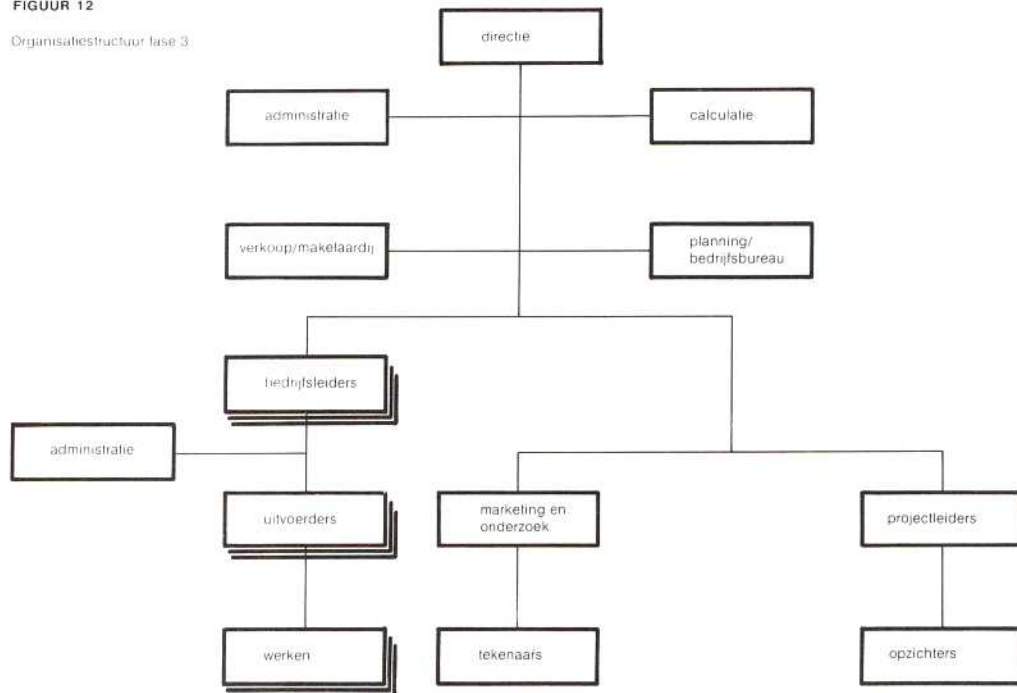 FIGUUR 12
Organisatiestructuur fase 3
directie
administratie
calculatie
verkoop/makelaardij
planning/
bedrijfsbureau
bedrijfsleiders
administratie
uitvoerders
marketing en
onderzoek
projectleiders
werken
tekenaars
opzichters